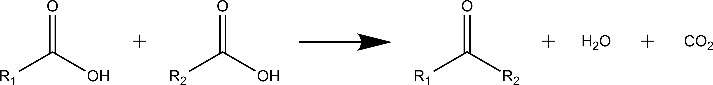 O O O
R₁ OH + R₂ OH R₁ R₂ + H₂O + CO₂